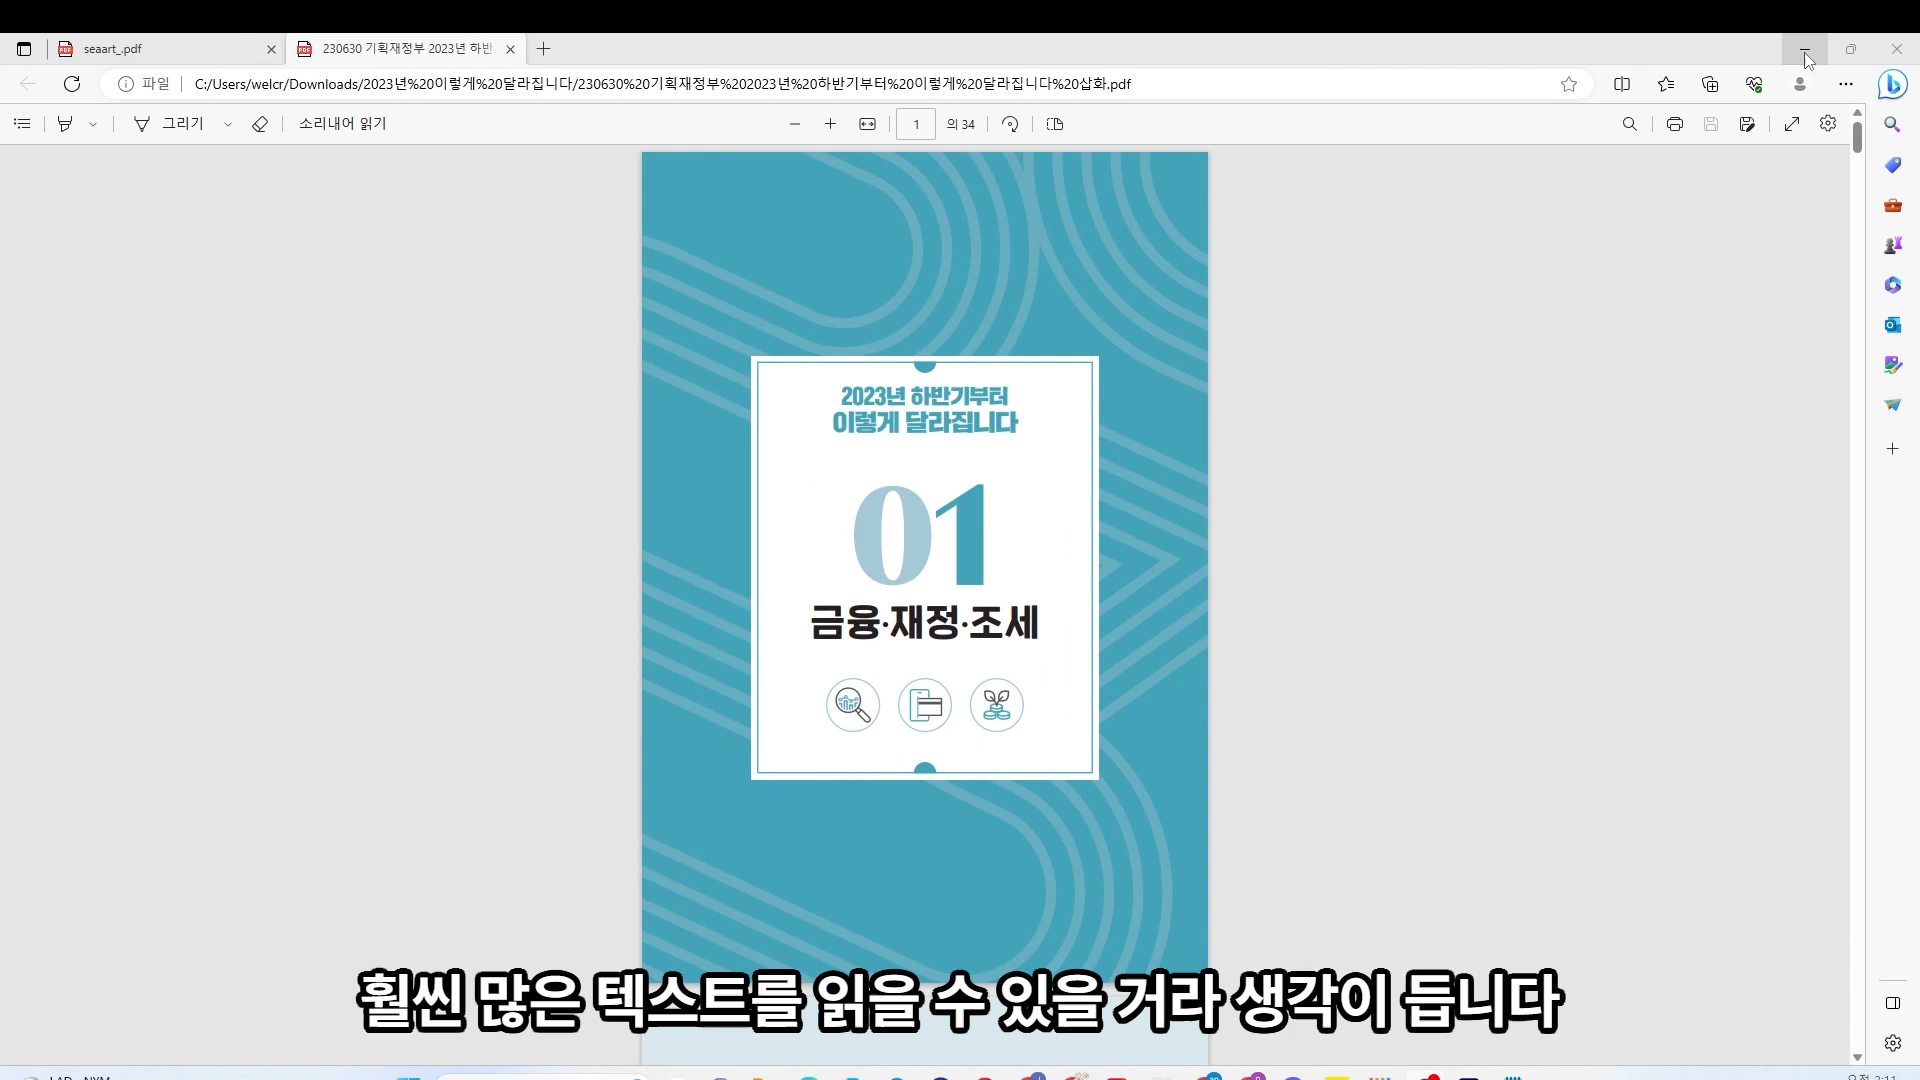 seaart_.pdf
230630 기획재정부 2023년 하반
파일
C:/Users/welcr/Downloads/2023년%20이렇게%20달라집니다/230630%20기획재정부%202023년%20하반기부터%20이렇게%20달라집니다%20삽화.pdf
그리기
소리내어 읽기
1
의 34
2023년 하반기부터
이렇게 달라집니다
01
금융·재정·조세
훨씬 많은 텍스트를 읽을 수 있을 거라 생각이 듭니다